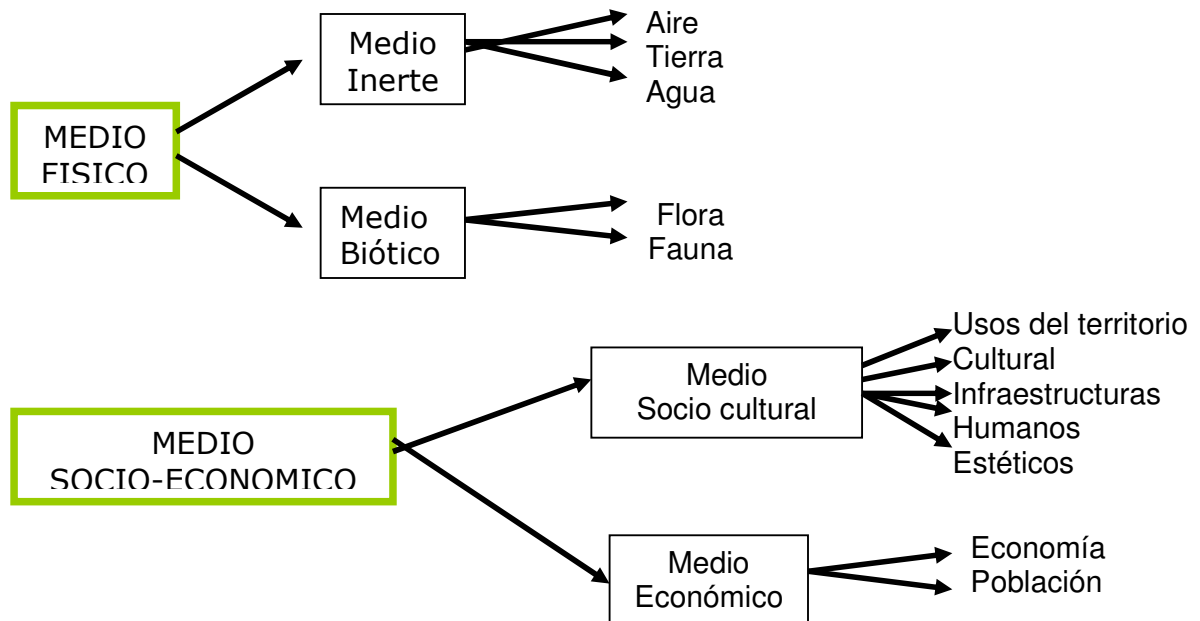 MEDIO
FISICO
Medio
Inerte
Aire
Tierra
Agua
Medio
Biótico
Flora
Fauna
MEDIO
SOCIO-ECONOMICO
Medio
Socio cultural
Usos del territorio
Cultural
Infraestructuras
Humanos
Estéticos
Medio
Económico
Economía
Población